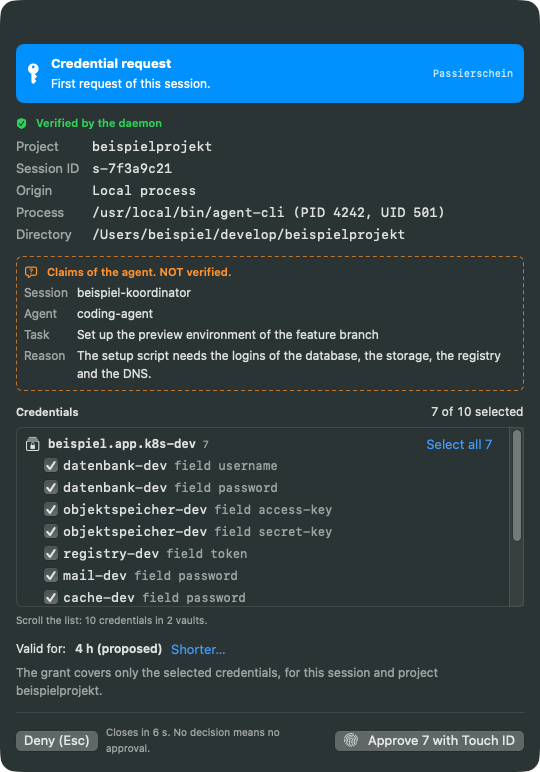 Credential request
First request of this session.
Passierschein
Verified by the daemon
Project beispielprojekt
Session ID s-7f3a9c21
Origin Local process
Process /usr/local/bin/agent-cli (PID 4242, UID 501)
Directory /Users/beispiel/develop/beispielprojekt
Claims of the agent. NOT verified.
Session beispiel-koordinator
Agent coding-agent
Task Set up the preview environment of the feature branch
Reason The setup script needs the logins of the database, the storage, the registry
and the DNS.
Credentials 7 of 10 selected
beispiel.app.k8s-dev 7 Select all 7
datenbank-dev field username
datenbank-dev field password
objektspeicher-dev field access-key
objektspeicher-dev field secret-key
registry-dev field token
mail-dev field password
cache-dev field password
Scroll the list: 10 credentials in 2 vaults.
Valid for: 4 h (proposed) Shorter...
The grant covers only the selected credentials, for this session and project
beispielprojekt.
Deny (Esc)
Closes in 6 s. No decision means no
approval.
Approve 7 with Touch ID